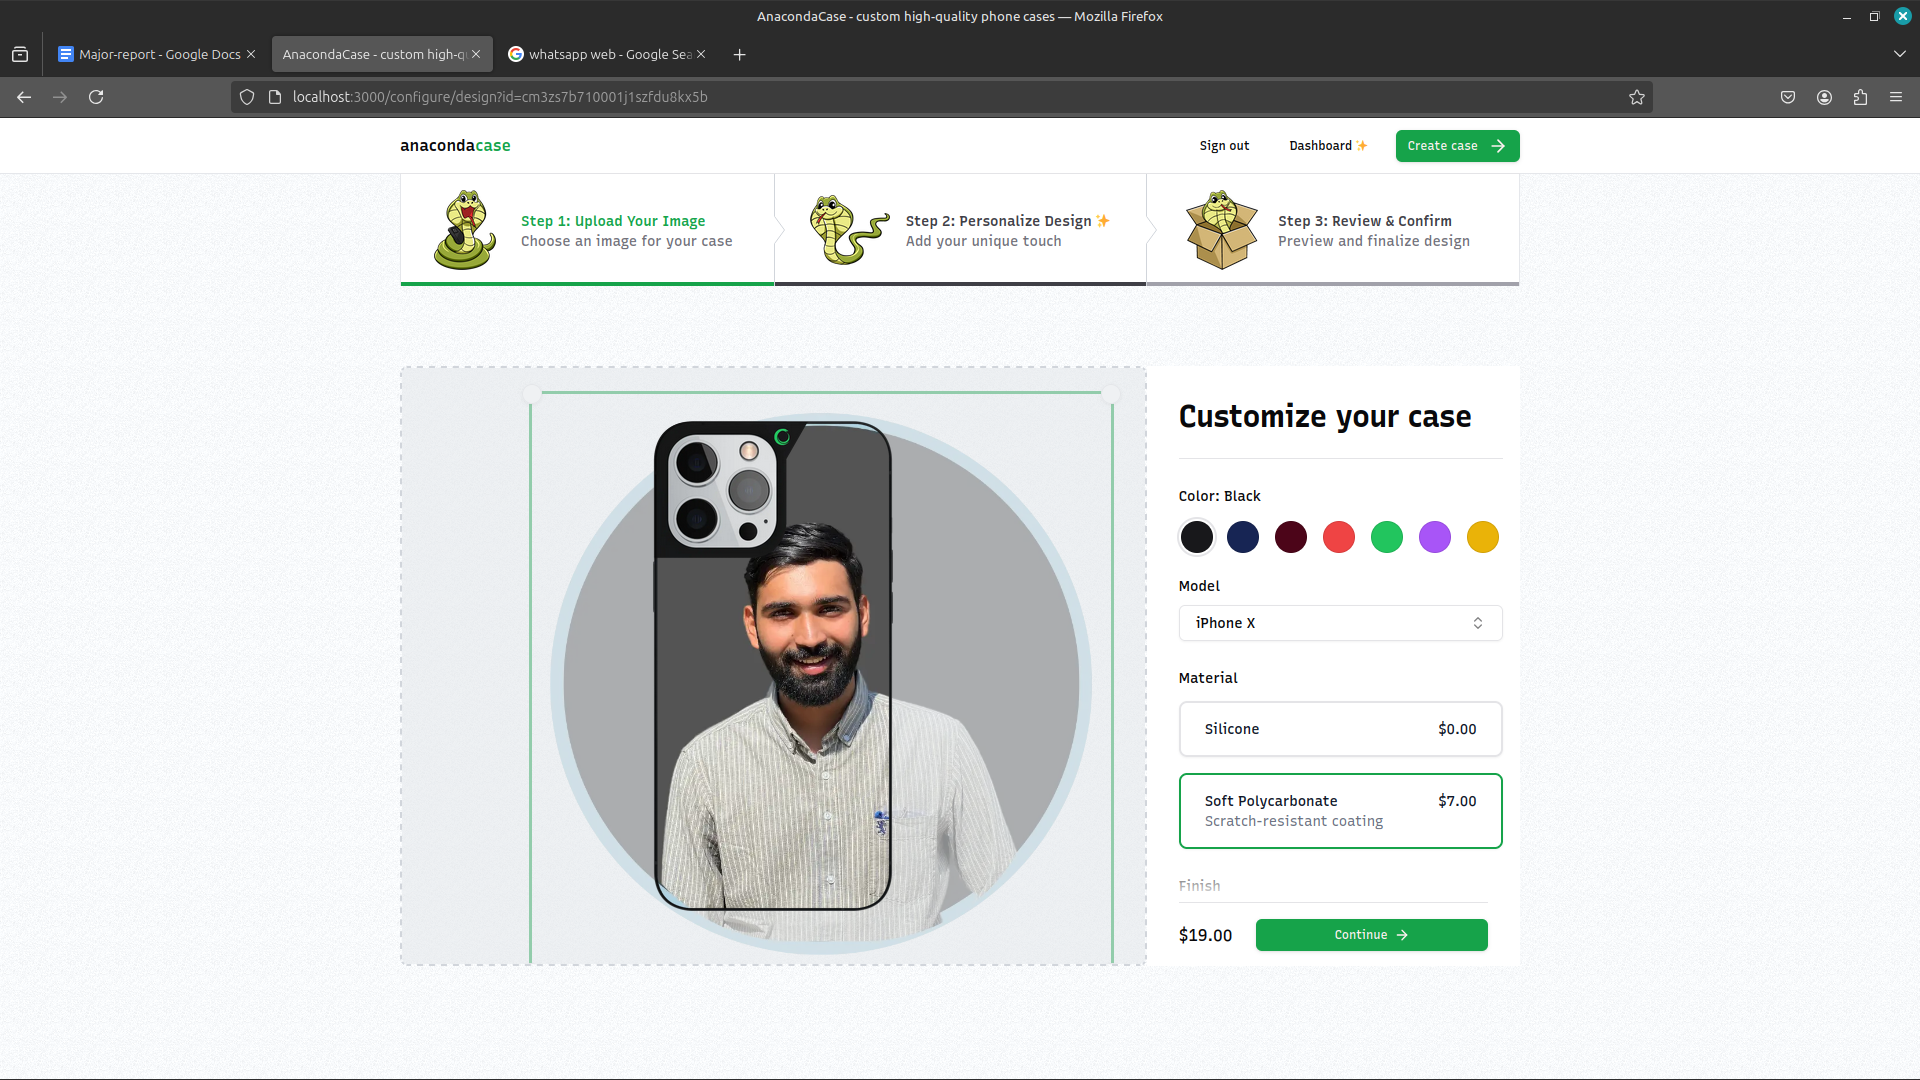 AnacondaCase - custom high-quality phone cases — Mozilla Firefox
Major-report - Google Docs
AnacondaCase - custom high-q
whatsapp web - Google Sea
localhost:3000/configure/design?id=cm3zs7b710001j1szfdu8kx5b
anacondacase
Sign out
Dashboard ✨
Create case
Step 1: Upload Your Image
Choose an image for your case
Step 2: Personalize Design ✨
Add your unique touch
Step 3: Review & Confirm
Preview and finalize design
Customize your case
Color: Black
Model
iPhone X
Material
Silicone $0.00
Soft Polycarbonate $7.00
Scratch-resistant coating
Finish
$19.00 Continue